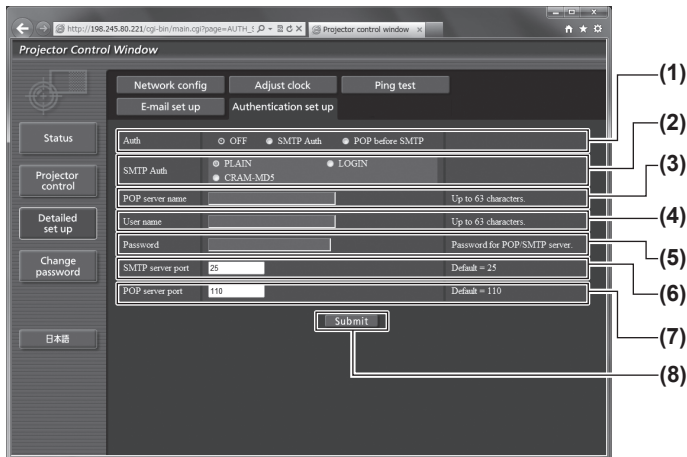 http://198.245.80.221/cgi-bin/main.cgi?page=AUTH_S
Projector control window
Projector Control Window
Network config
Adjust clock
Ping test
E-mail set up
Authentication set up
Status
Projector control
Detailed set up
Change password
日本語
Auth
OFF
SMTP Auth
POP before SMTP
SMTP Auth
PLAIN
LOGIN
CRAM-MD5
POP server name
Up to 63 characters.
User name
Up to 63 characters.
Password
Password for POP/SMTP server.
SMTP server port
25
Default = 25
POP server port
110
Default = 110
Submit
(1)
(2)
(3)
(4)
(5)
(6)
(7)
(8)